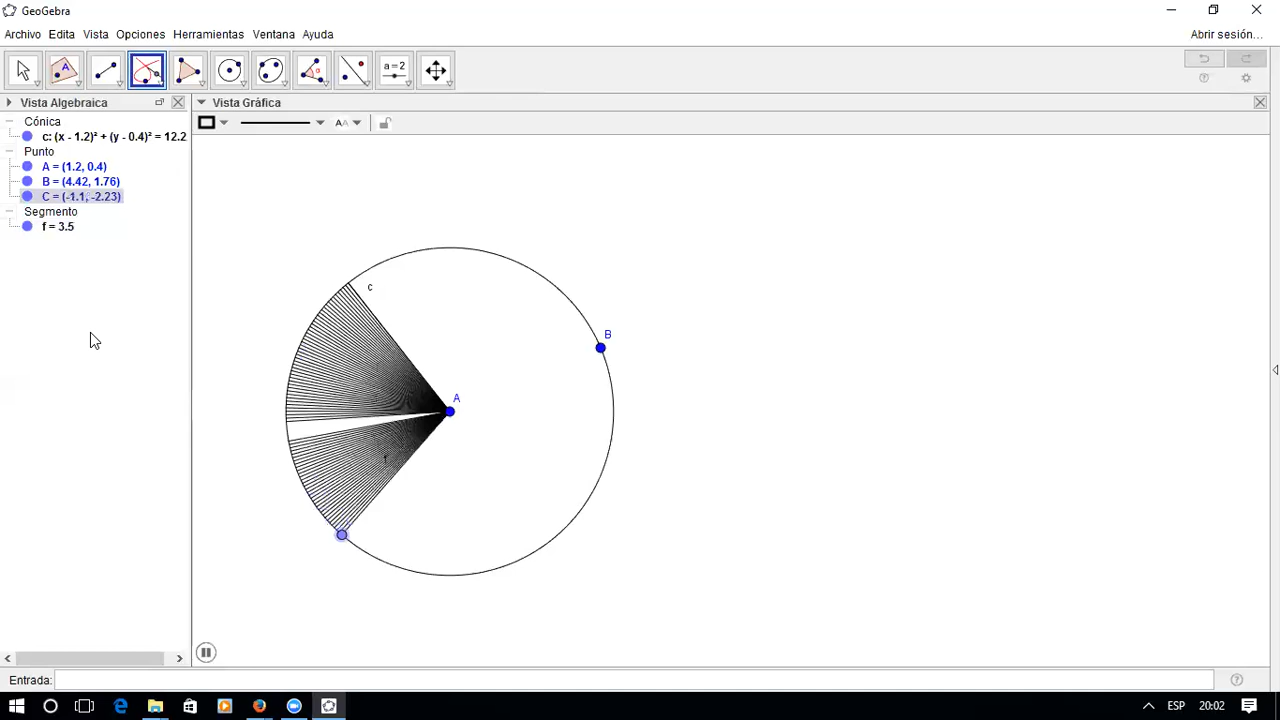 GeoGebra
Archivo Edita Vista Opciones Herramientas Ventana Ayuda Abrir sesión...
A α a = 2
Vista Algebraica Vista Gráfica
AA
Cónica
c: (x - 1.2)² + (y - 0.4)² = 12.2
Punto
A = (1.2, 0.4)
B = (4.42, 1.76)
C = (-1.1, -2.23)
Segmento
f = 3.5
c
B
A
f
Entrada:
ESP 20:02